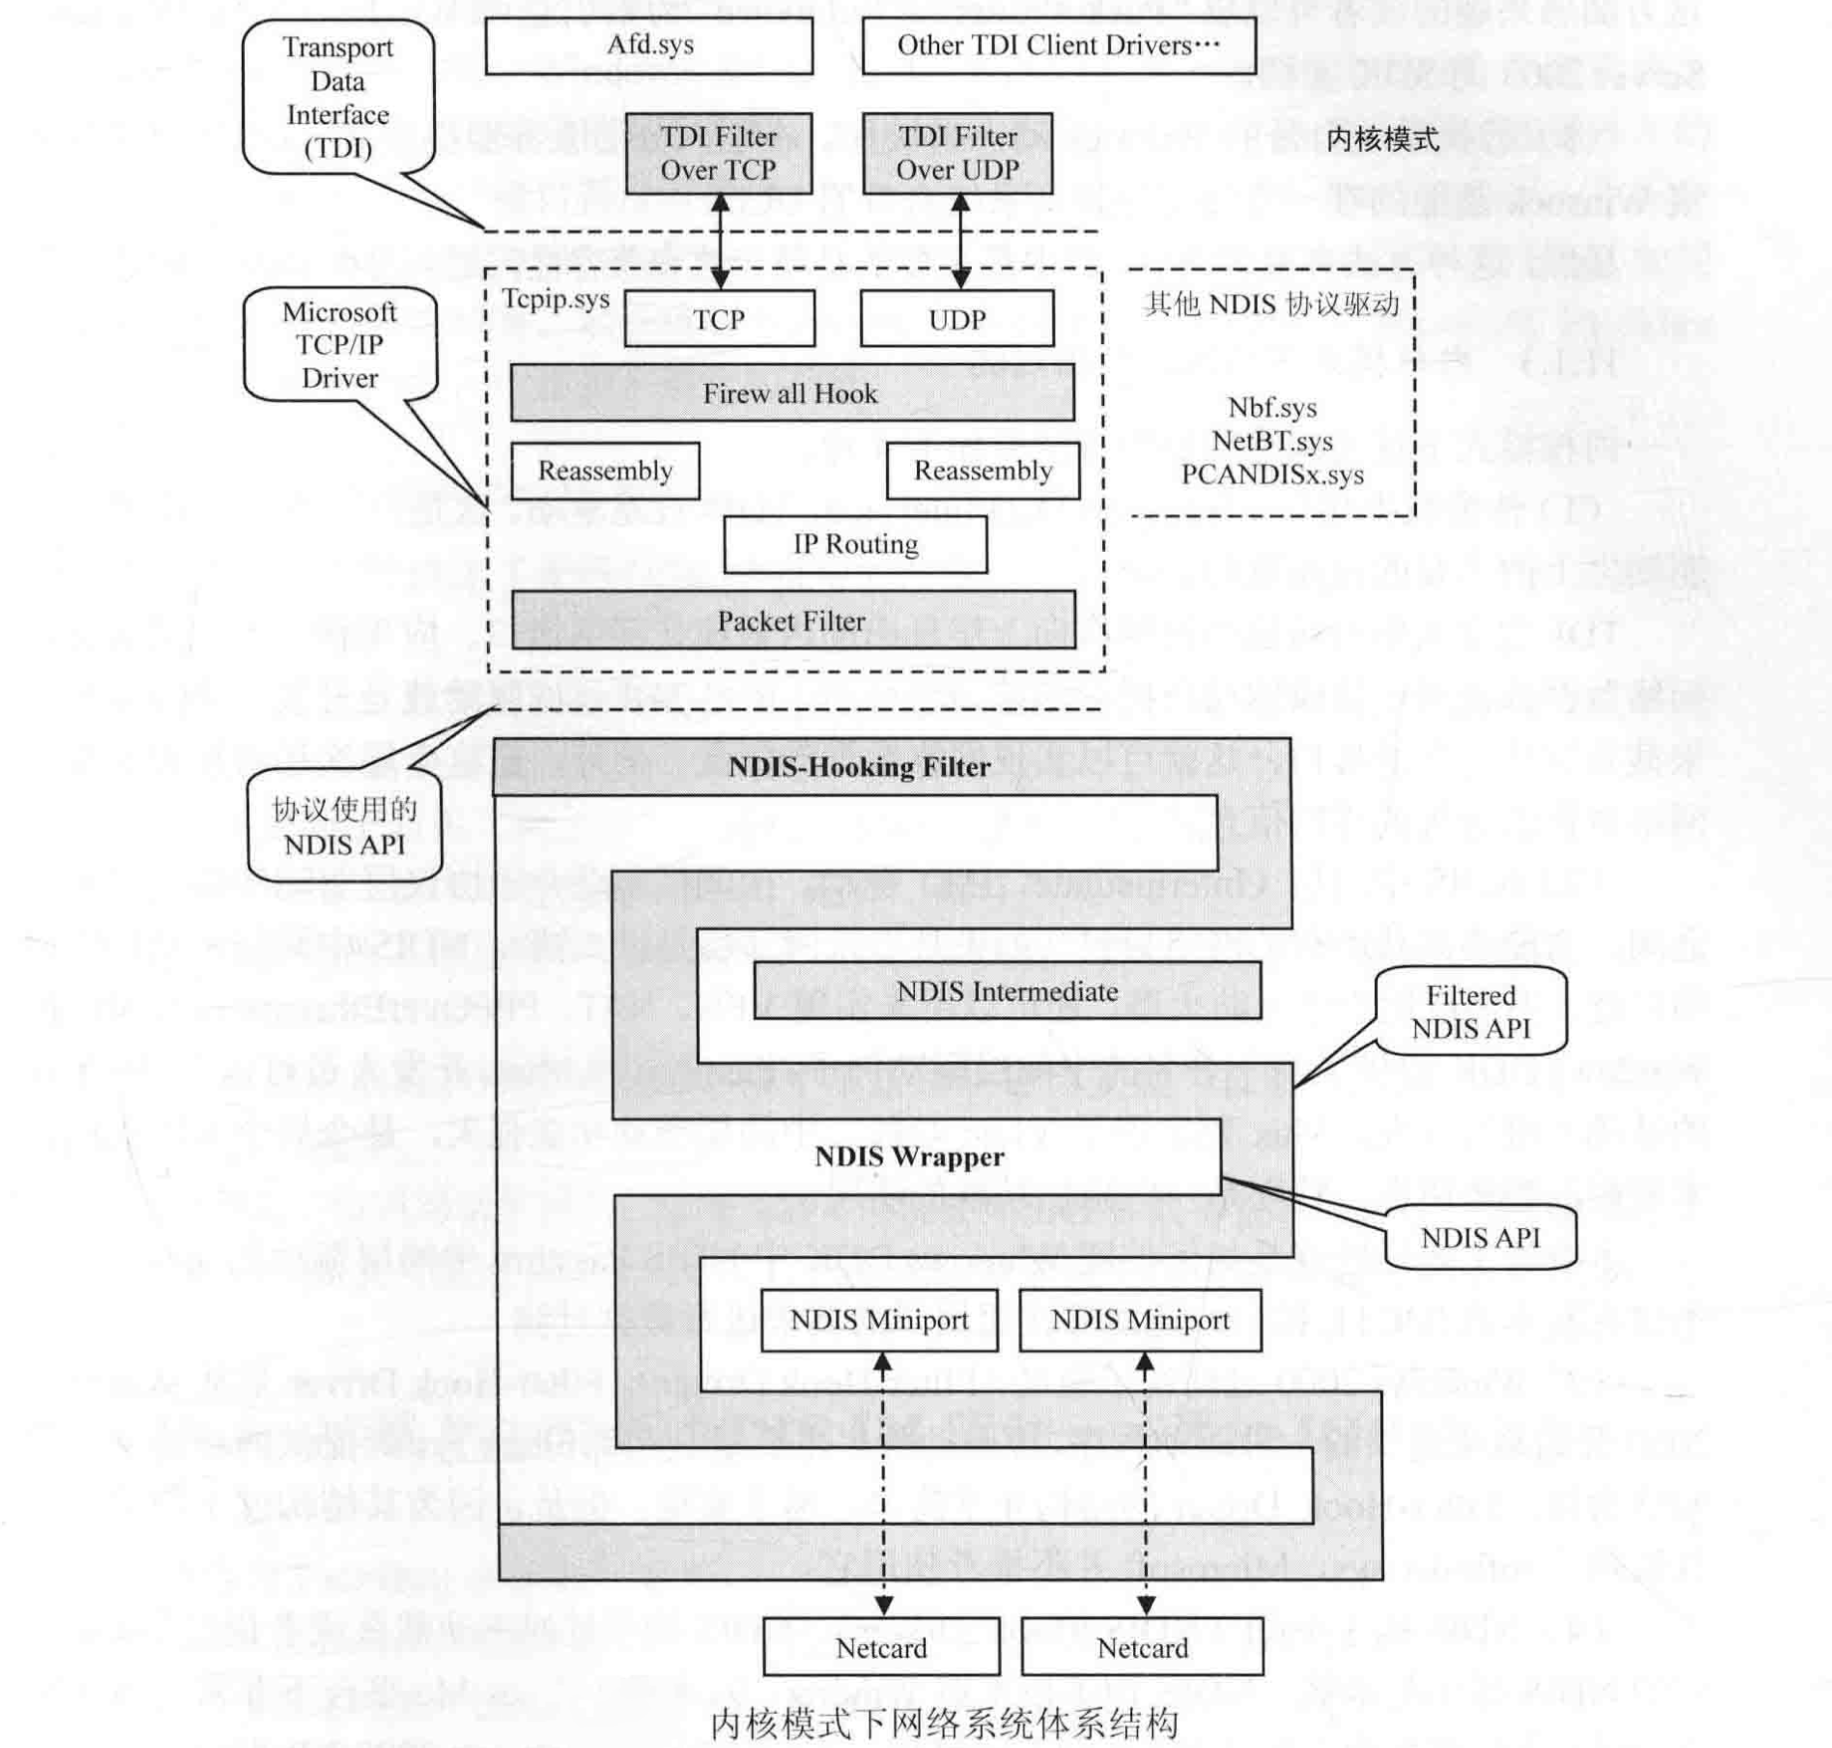 Transport
Data
Interface
(TDI)
Afd.sys
Other TDI Client Drivers…
TDI Filter
Over TCP
TDI Filter
Over UDP
内核模式
Microsoft
TCP/IP
Driver
Tcpip.sys
TCP
UDP
其他 NDIS 协议驱动
Firew all Hook
Nbf.sys
NetBT.sys
PCANDISx.sys
Reassembly
Reassembly
IP Routing
Packet Filter
协议使用的
NDIS API
NDIS-Hooking Filter
NDIS Intermediate
Filtered
NDIS API
NDIS Wrapper
NDIS API
NDIS Miniport
NDIS Miniport
Netcard
Netcard
内核模式下网络系统体系结构